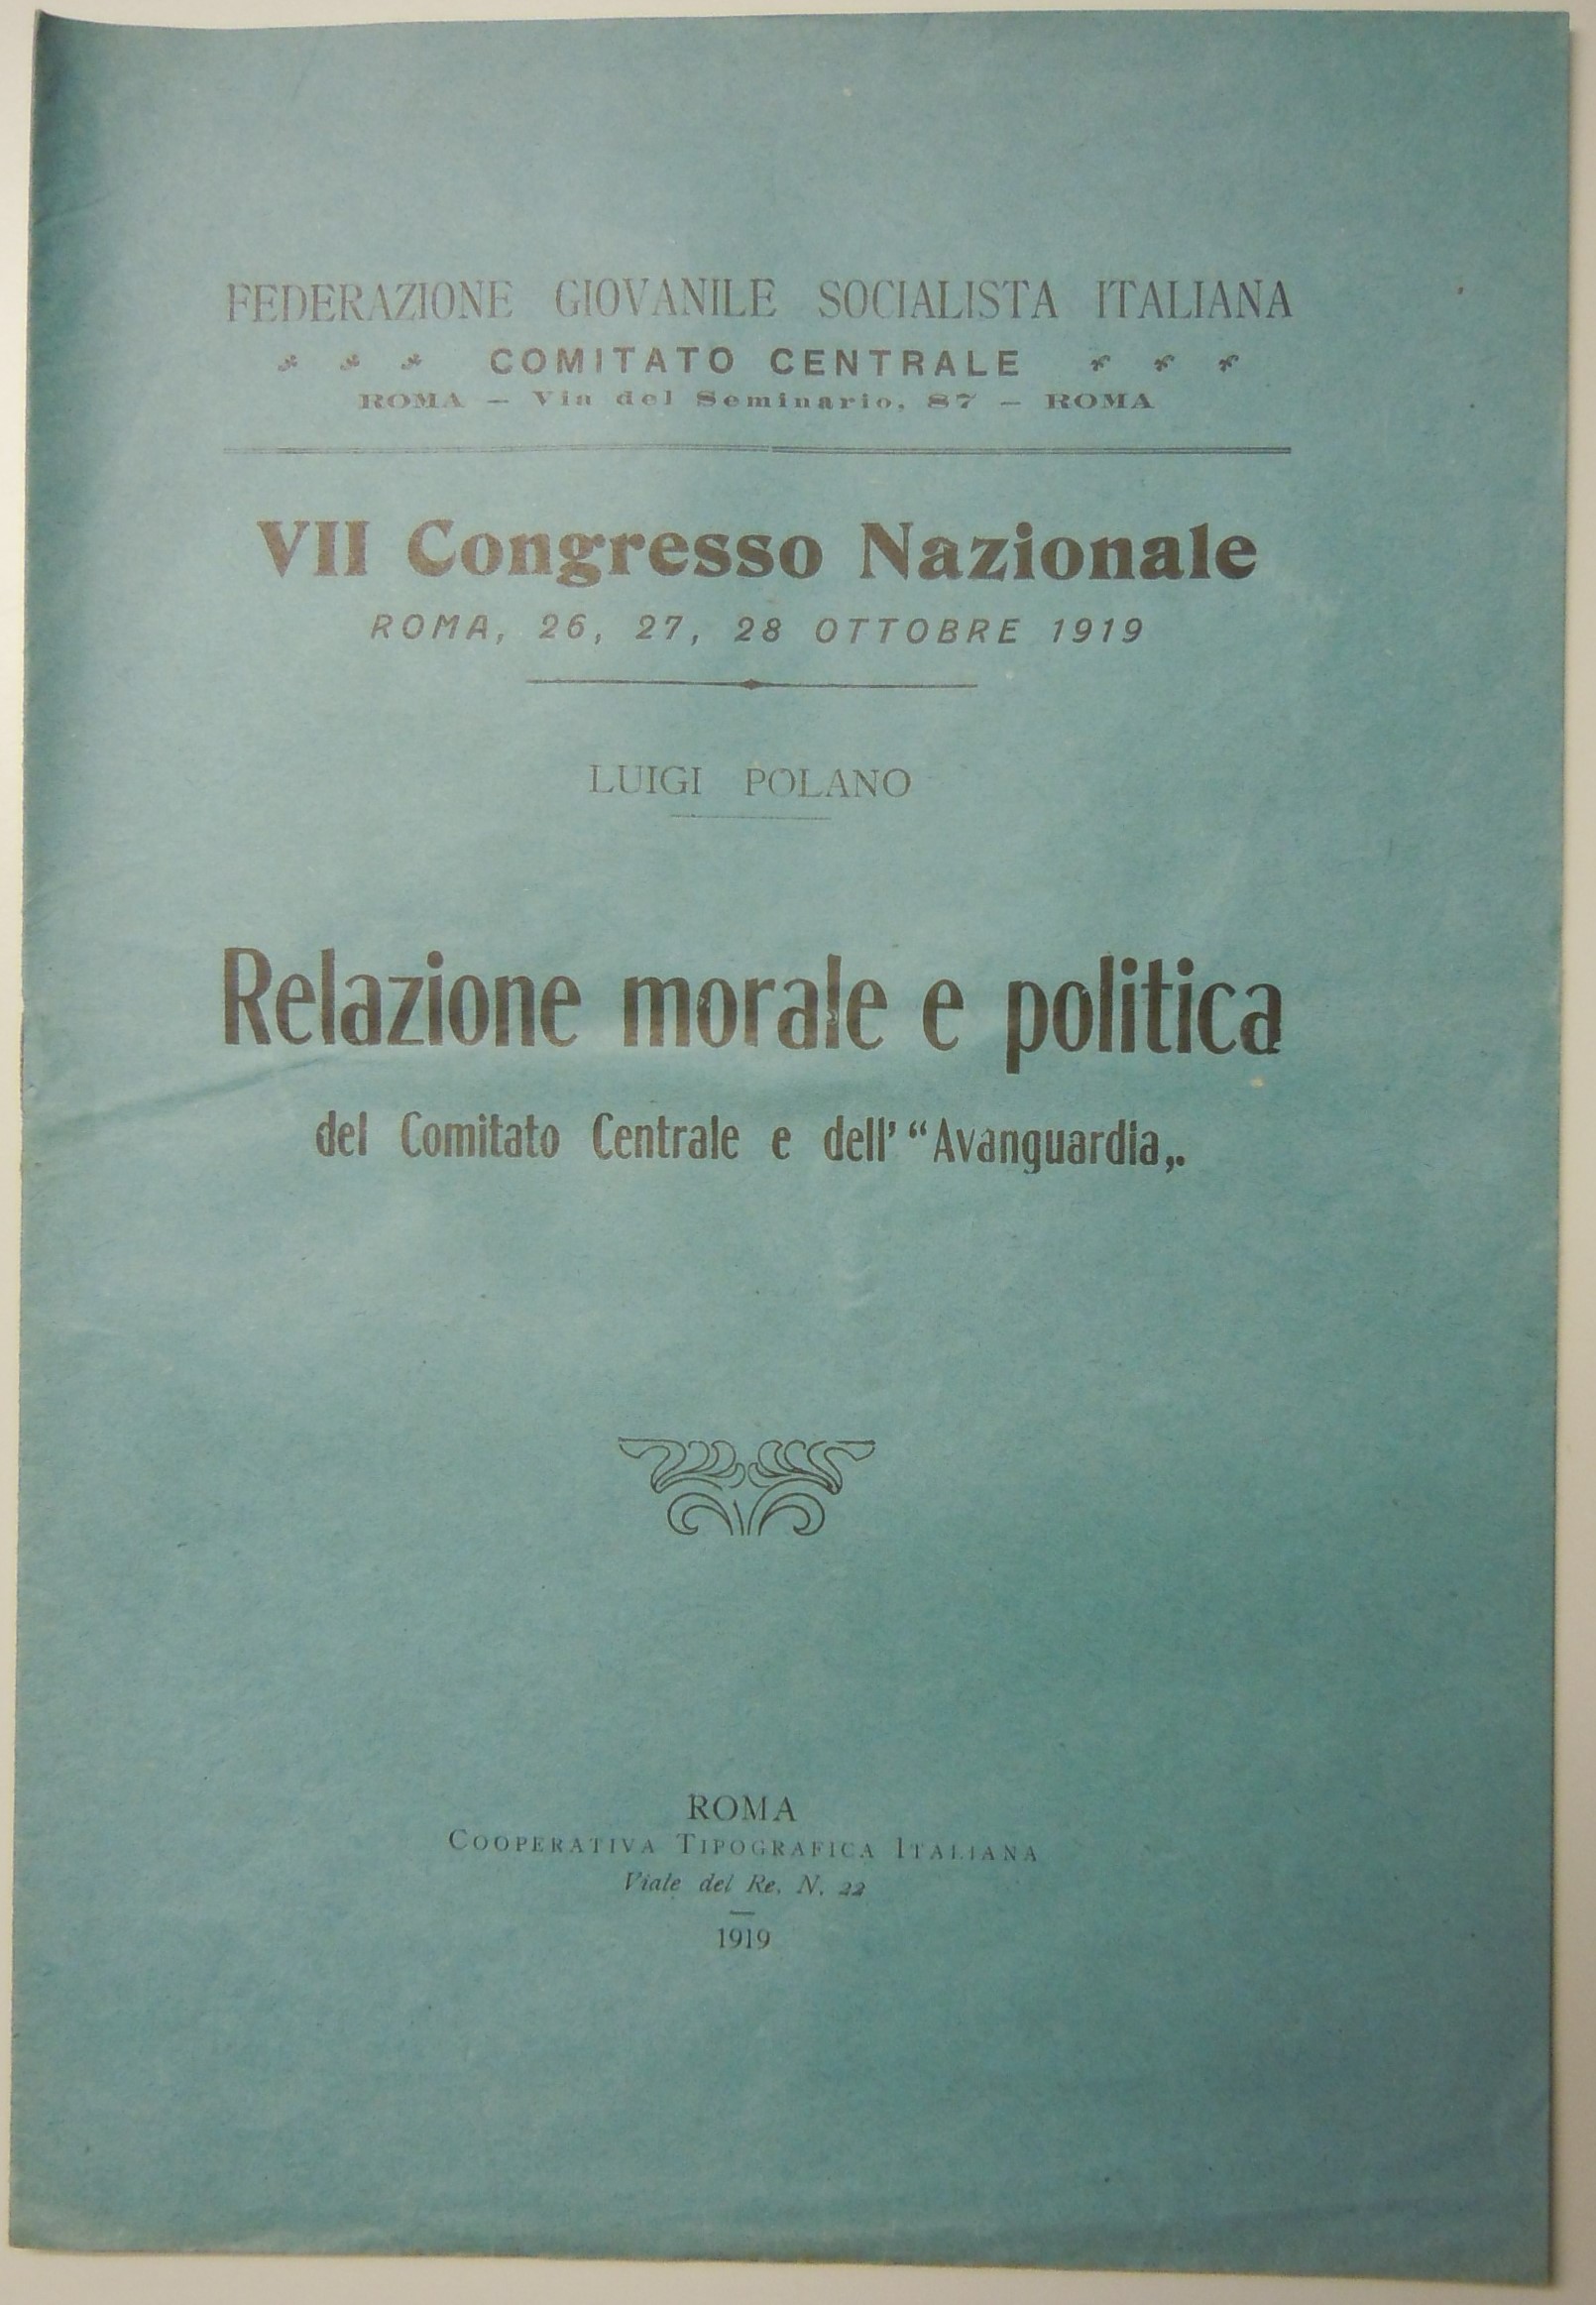 FEDERAZIONE GIOVANILE SOCIALISTA ITALIANA
COMITATO CENTRALE
ROMA — Via del Seminario, 87 — ROMA
VII Congresso Nazionale
ROMA, 26, 27, 28 OTTOBRE 1919
LUIGI POLANO
Relazione morale e politica
del Comitato Centrale e dell' “Avanguardia„.
ROMA
COOPERATIVA TIPOGRAFICA ITALIANA
Viale del Re, N. 22
1919